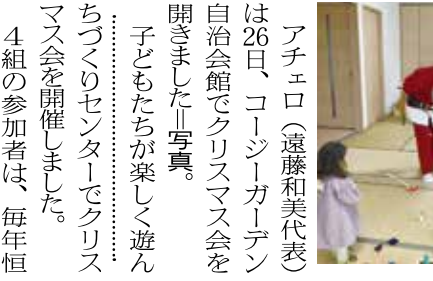 アチェロ（遠藤和美代表）
は26日、コージーガーデン
自治会館でクリスマス会を
開きました＝写真。
子どもたちが楽しく遊ん
ちづくりセンターでクリス
マス会を開催しました。
４組の参加者は、毎年恒